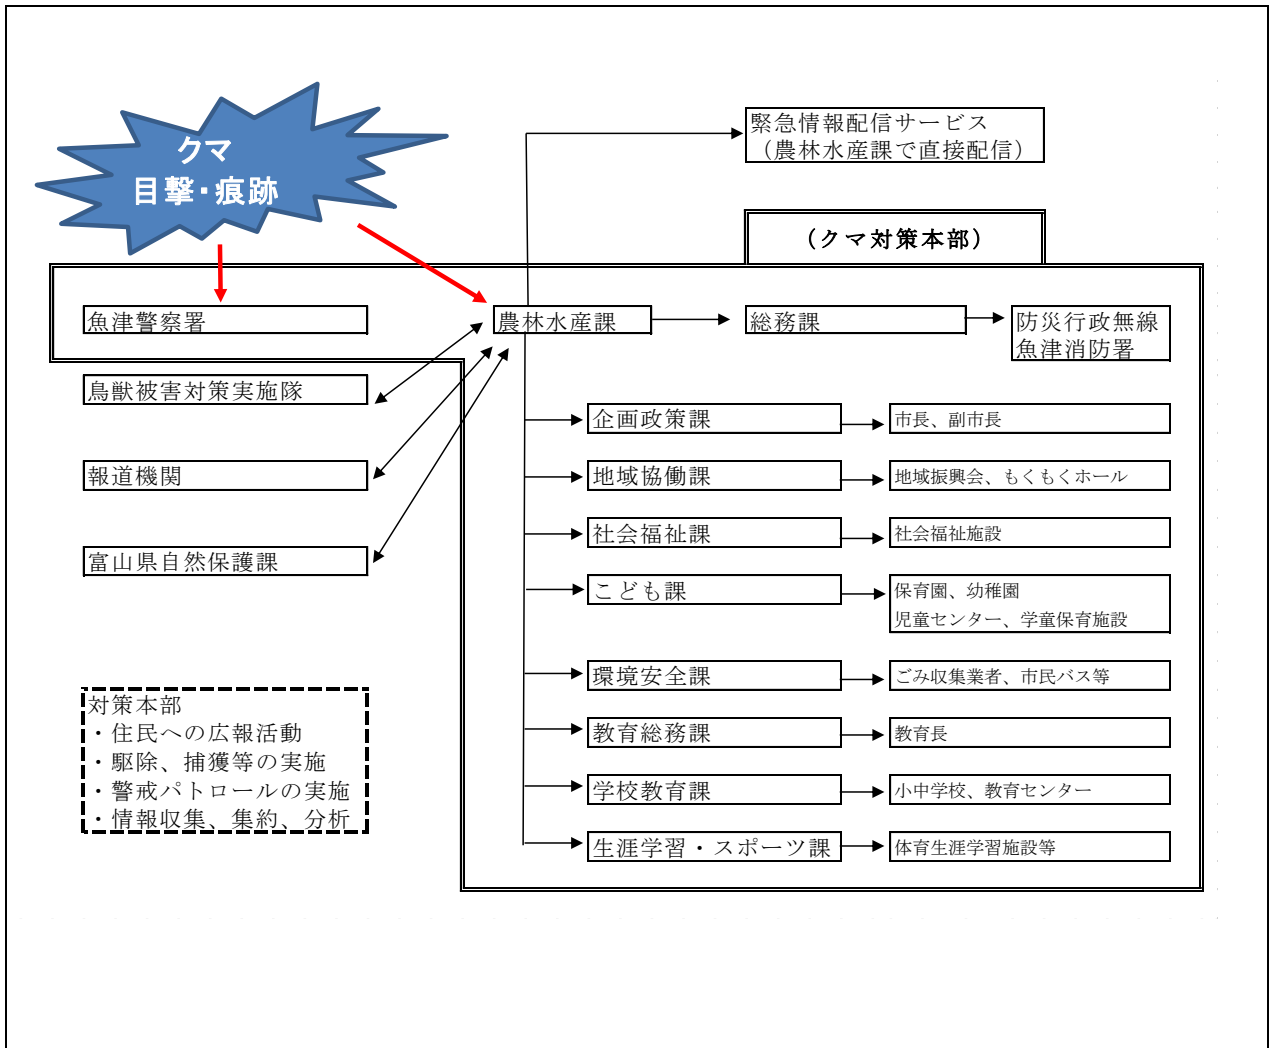 クマ
目撃・痕跡
緊急情報配信サービス
（農林水産課で直接配信）
（クマ対策本部）
魚津警察署
農林水産課
総務課
防災行政無線
魚津消防署
鳥獣被害対策実施隊
報道機関
富山県自然保護課
企画政策課
市長、副市長
地域協働課
地域振興会、もくもくホール
社会福祉課
社会福祉施設
こども課
保育園、幼稚園
児童センター、学童保育施設
環境安全課
ごみ収集業者、市民バス等
教育総務課
教育長
学校教育課
小中学校、教育センター
生涯学習・スポーツ課
体育生涯学習施設等
対策本部
・住民への広報活動
・駆除、捕獲等の実施
・警戒パトロールの実施
・情報収集、集約、分析